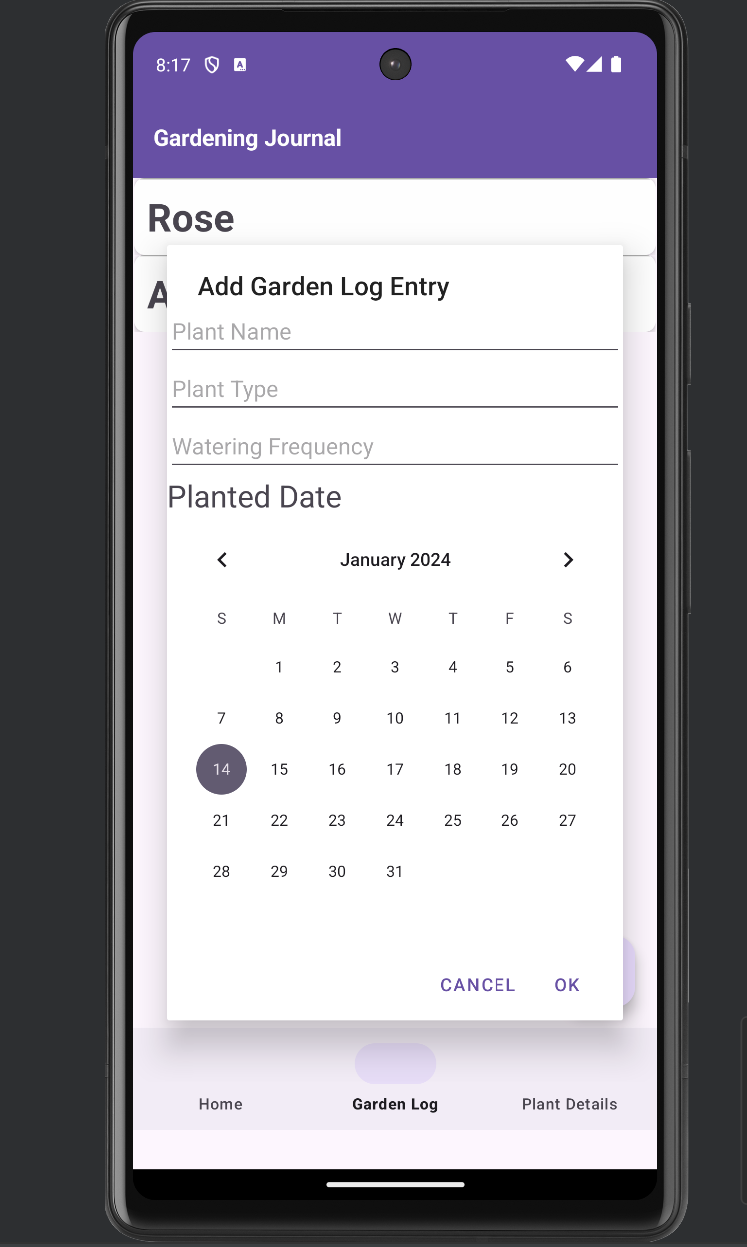 8:17
Gardening Journal
Rose
A
Add Garden Log Entry
Plant Name
Plant Type
Watering Frequency
Planted Date
January 2024
S M T W T F S
1 2 3 4 5 6
7 8 9 10 11 12 13
14 15 16 17 18 19 20
21 22 23 24 25 26 27
28 29 30 31
CANCEL OK
Home Garden Log Plant Details